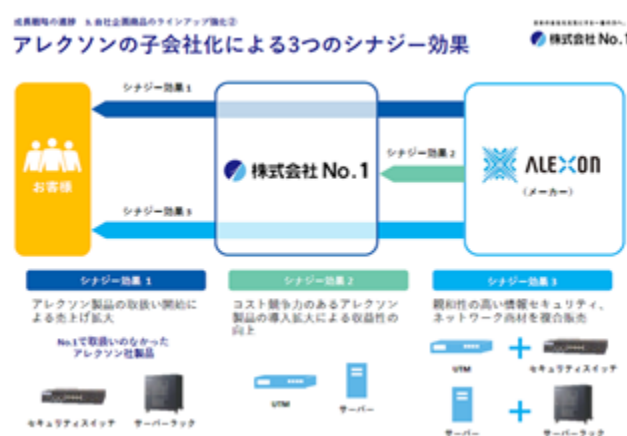 成長戦略の進捗 3.自社企画商品のラインアップ強化②
アレクソンの子会社化による3つのシナジー効果
株式会社 No.1
シナジー効果 1
お客様
株式会社 No.1
シナジー効果 2
ALEXON
(メーカー)
シナジー効果 3
シナジー効果 1
アレクソン製品の取扱い開始に
よる売上げ拡大
No.1で取扱いのなかった
アレクソン社製品
セキュリティスイッチ
サーバーラック
シナジー効果 2
コスト競争力のあるアレクソン
製品の導入拡大による収益性の
向上
UTM
サーバー
シナジー効果 3
親和性の高い情報セキュリティ、
ネットワーク商材を複合販売
UTM
セキュリティスイッチ
サーバー
サーバーラック